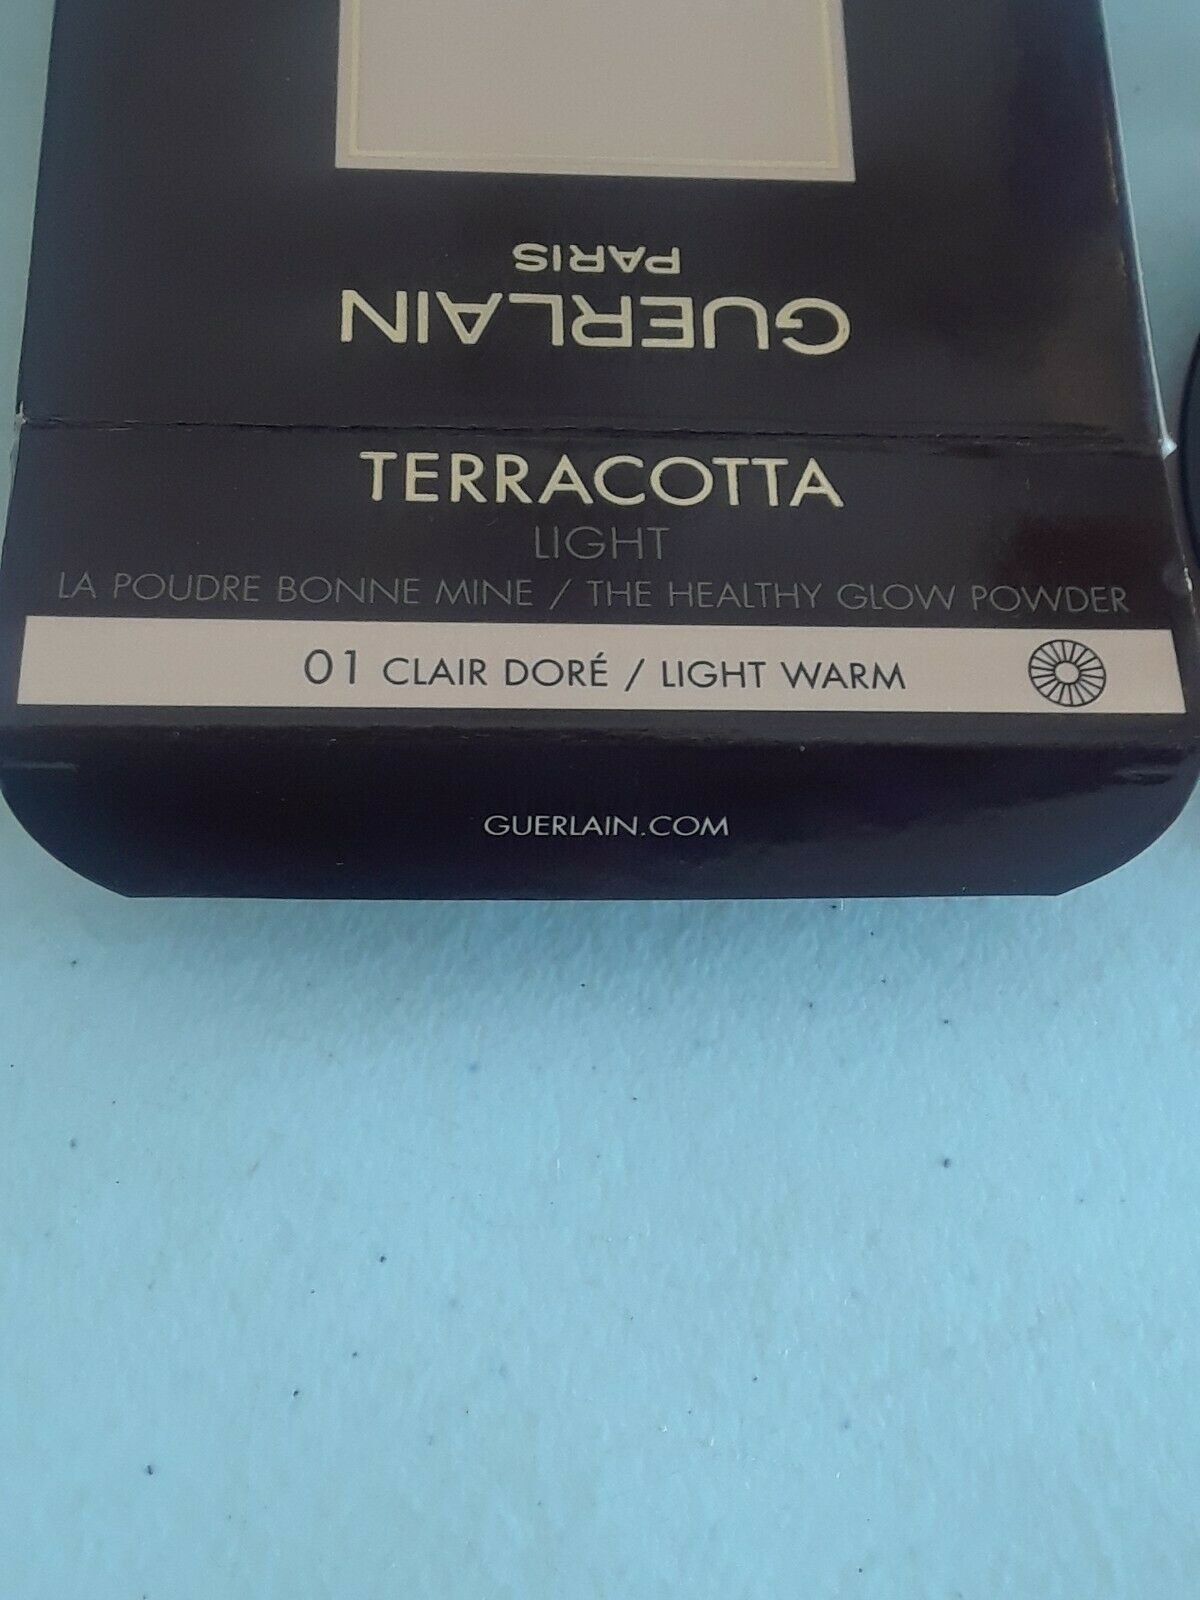 GUERLAIN
PARIS
TERRACOTTA
LIGHT
LA POUDRE BONNE MINE / THE HEALTHY GLOW POWDER
01 CLAIR DORÉ / LIGHT WARM
GUERLAIN.COM